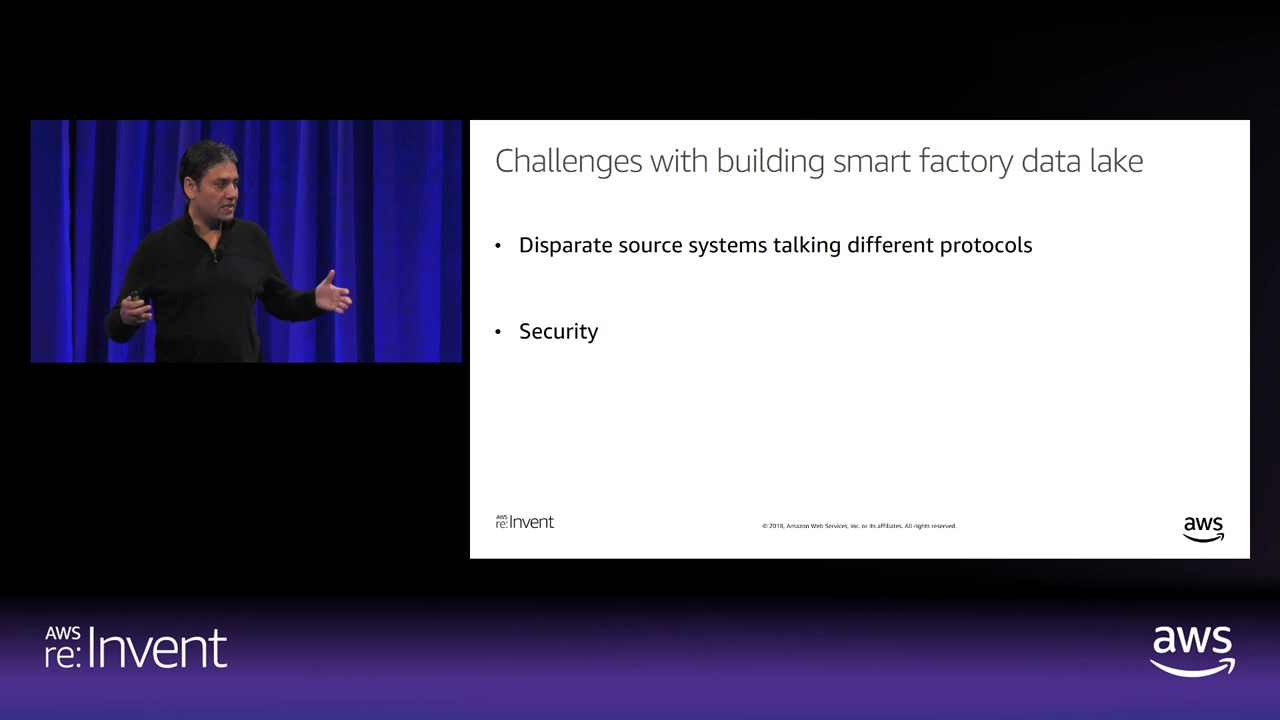 Challenges with building smart factory data lake
• Disparate source systems talking different protocols
• Security
AWS
re:Invent
© 2018, Amazon Web Services, Inc. or its affiliates. All rights reserved.
aws
AWS
re:Invent
aws